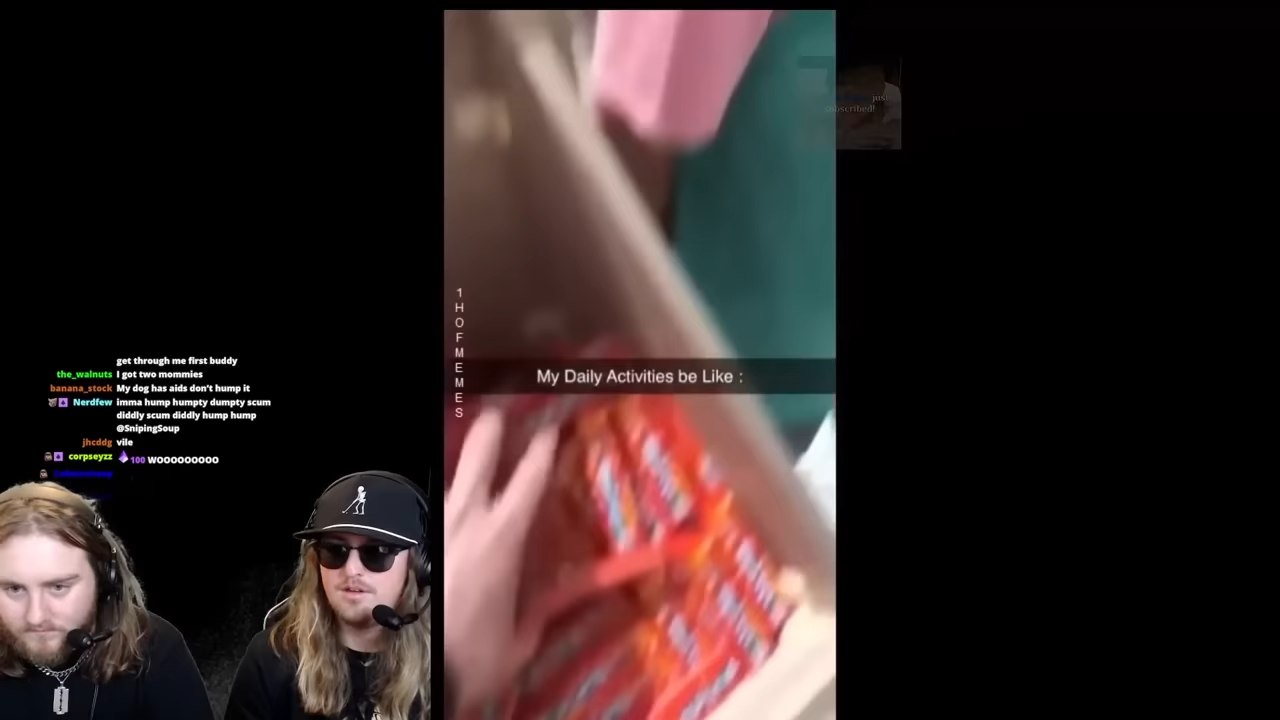 get through me first buddy
the_walnuts I got two mommies
banana_stock My dog has aids don't hump it
Nerdfew imma hump humpty dumpty scum
diddly scum diddly hump hump
@SnipingSoup
jhcddg vile
corpseyzz 100 WOOOOOOOOO
1
H
O
F
M
E
M
E
S
My Daily Activities be Like :
just